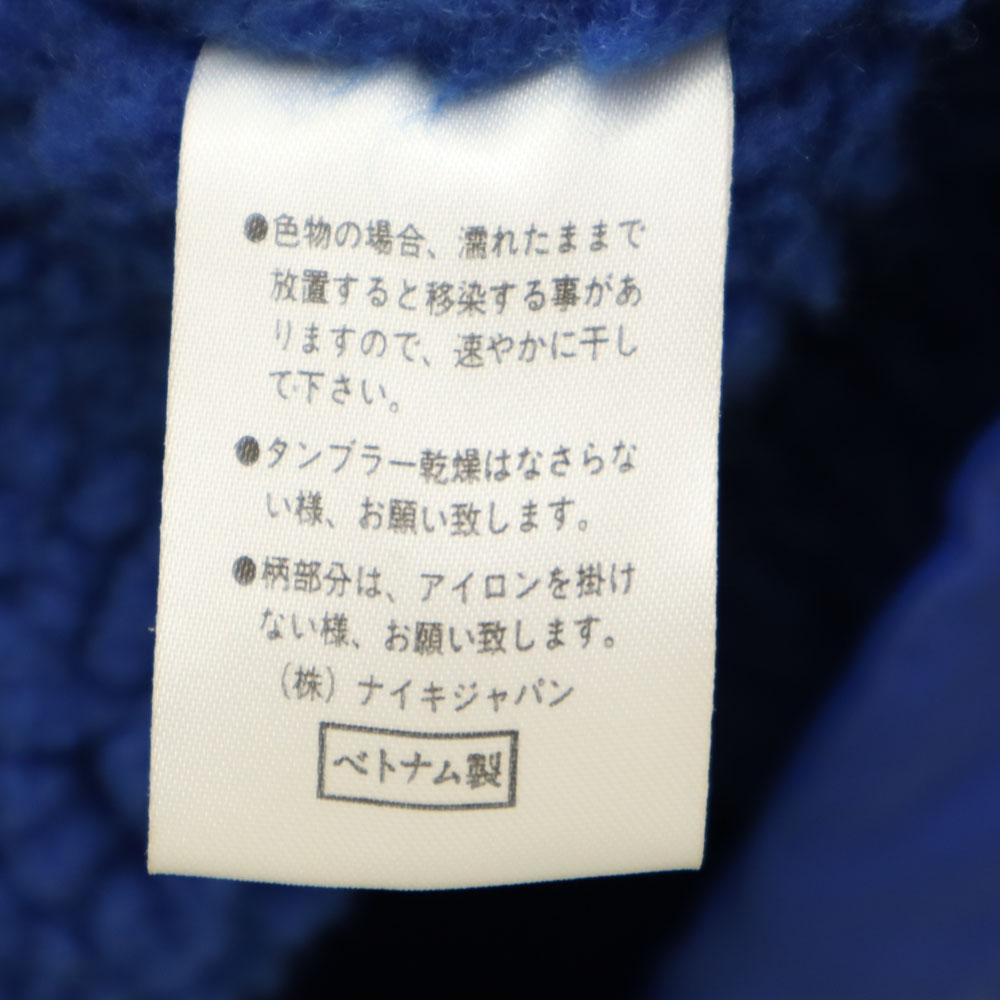 ●色物の場合、濡れたままで
放置すると移染する事があ
りますので、速やかに干し
て下さい。
●タンブラー乾燥はなさらな
い様、お願い致します。
●柄部分は、アイロンを掛け
ない様、お願い致します。
(株) ナイキジャパン
ベトナム製